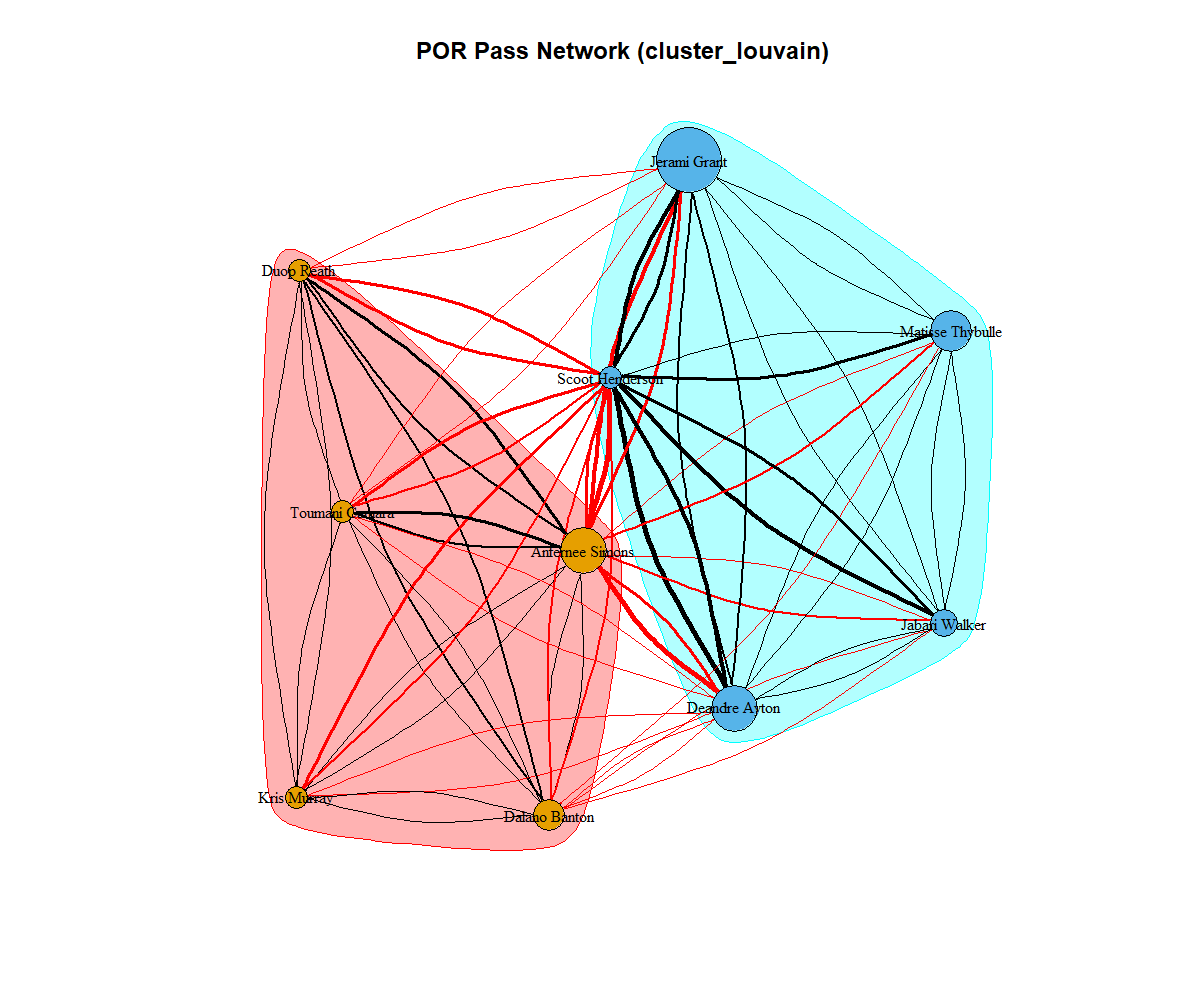 POR Pass Network (cluster_louvain)
Jerami Grant
Duop Reath
Matisse Thybulle
Scoot Henderson
Toumani Camara
Anfernee Simons
Jabari Walker
Deandre Ayton
Kris Murray
Dalano Banton